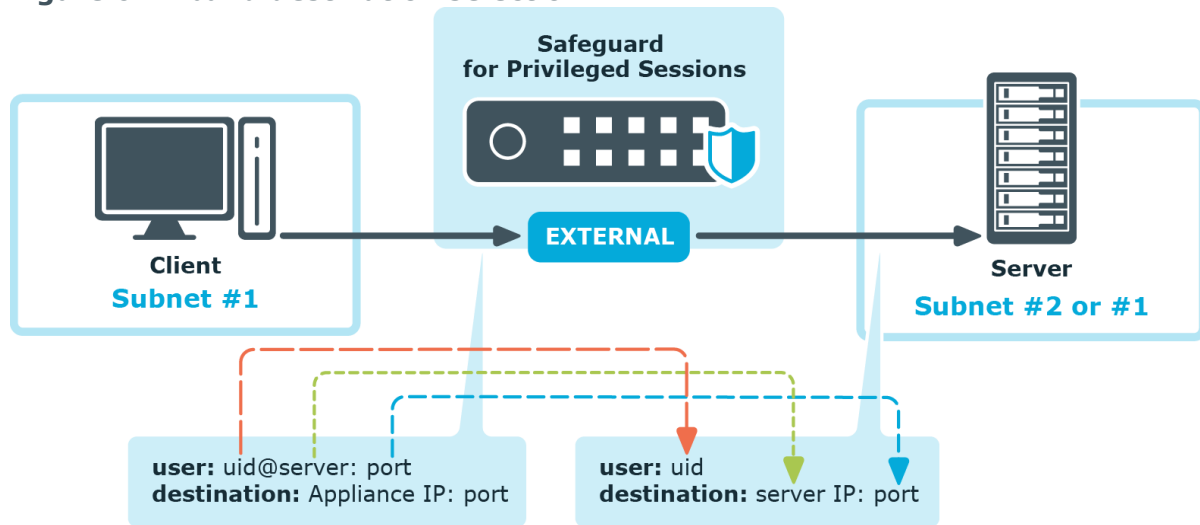 Safeguard
for Privileged Sessions
EXTERNAL
Client
Subnet #1
Server
Subnet #2 or #1
user: uid@server: port
destination: Appliance IP: port
user: uid
destination: server IP: port